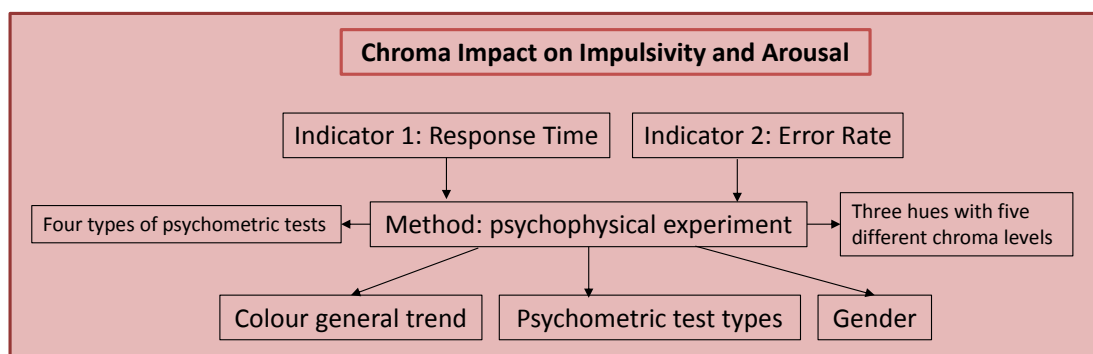 Chroma Impact on Impulsivity and Arousal
Indicator 1: Response Time
Indicator 2: Error Rate
Four types of psychometric tests
Method: psychophysical experiment
Three hues with five
different chroma levels
Colour general trend
Psychometric test types
Gender